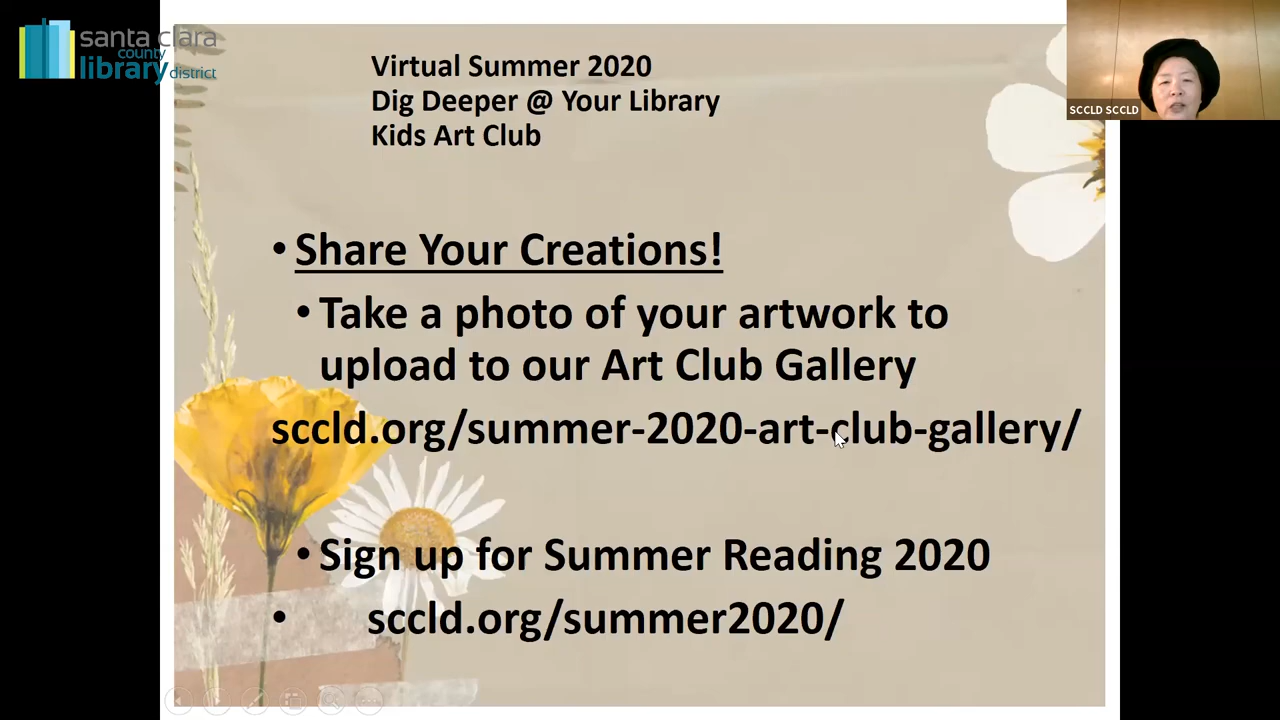 santa clara
county
library district
Virtual Summer 2020
Dig Deeper @ Your Library
Kids Art Club
SCCLD SCCLD
• Share Your Creations!
• Take a photo of your artwork to
upload to our Art Club Gallery
sccld.org/summer-2020-art-club-gallery/
• Sign up for Summer Reading 2020
• sccld.org/summer2020/